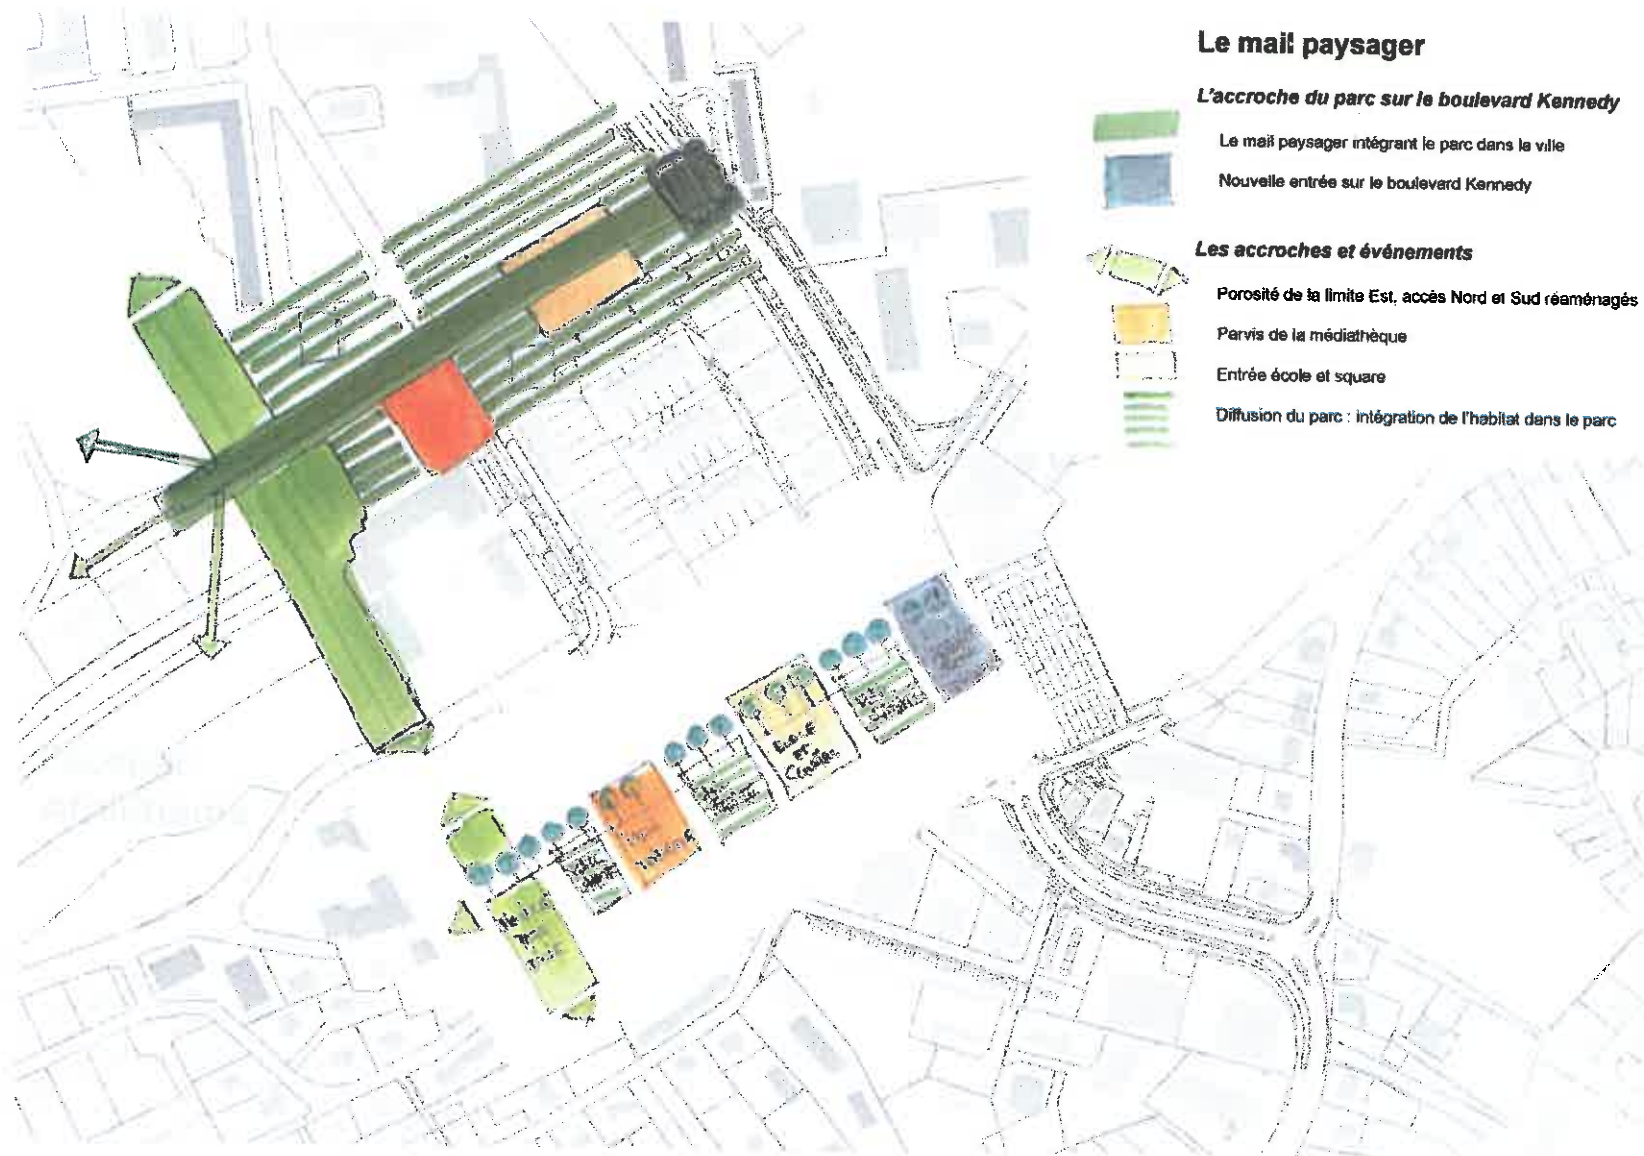 Le mail paysager
L'accroche du parc sur le boulevard Kennedy
Le mail paysager intégrant le parc dans la ville
Nouvelle entrée sur le boulevard Kennedy
Les accroches et événements
Porosité de la limite Est, accès Nord et Sud réaménagés
Parvis de la médiathèque
Entrée école et square
Diffusion du parc : intégration de l'habitat dans le parc
École
et